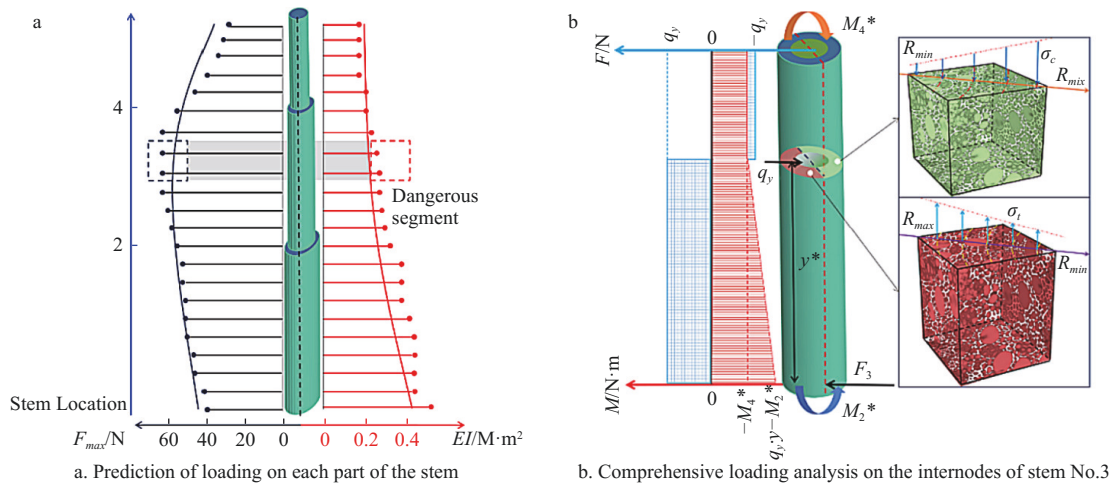 a
4
2
Dangerous
segment
Stem Location
F_max/N
60
40
20
0
0
0.2
0.4
EI/M·m²
a. Prediction of loading on each part of the stem
b
F/N
q_y
0
−q_y
M_4*
q_y
y*
F_3
M_2*
M/N·m
0
−M_4*
q_y·y−M_2*
R_min
σ_c
R_mix
R_max
σ_t
R_min
b. Comprehensive loading analysis on the internodes of stem No.3